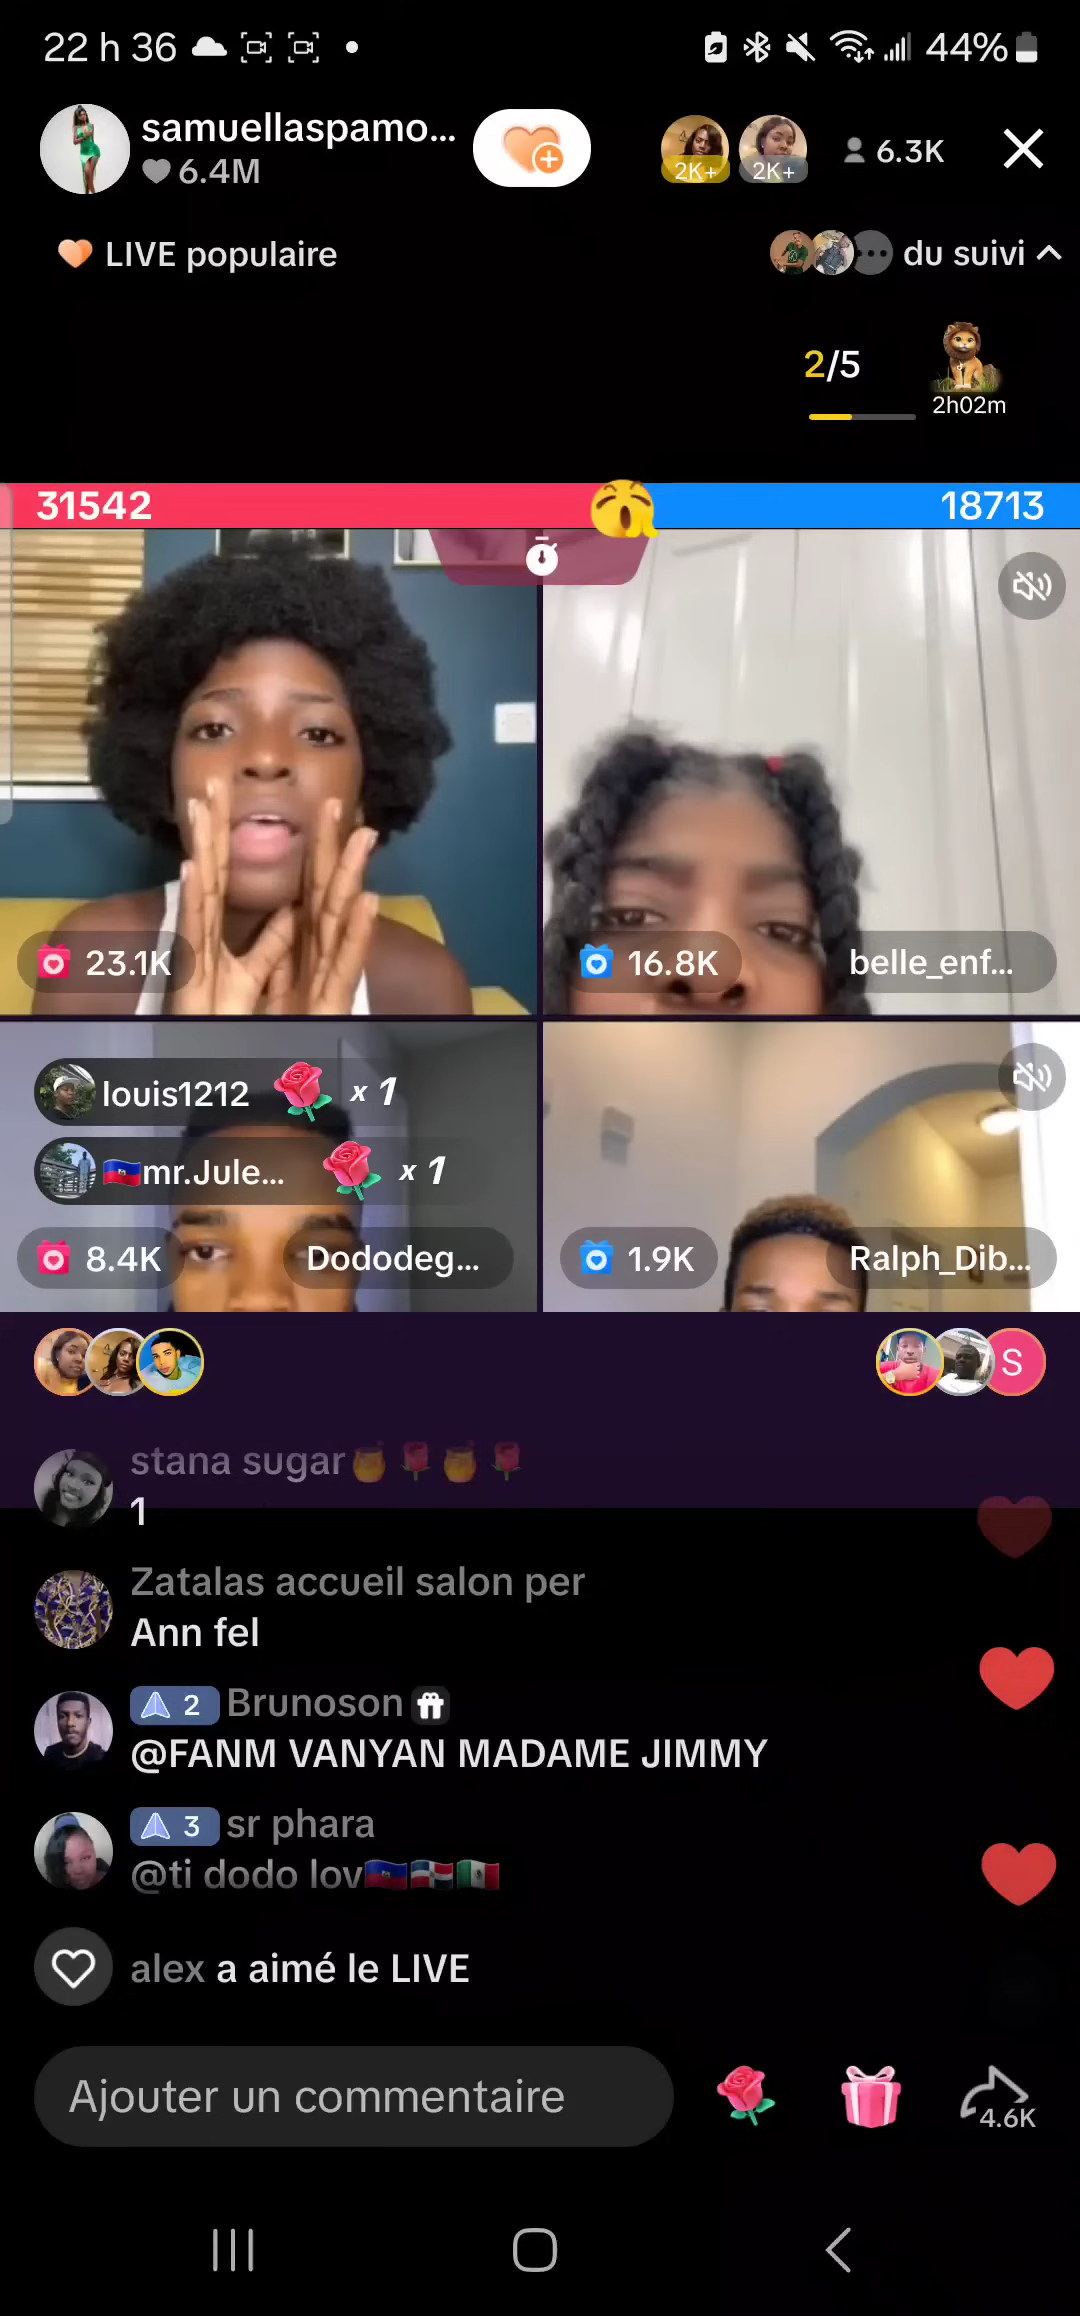 22 h 36
44%
samuellaspamo...
6.4M
2K+
2K+
6.3K
LIVE populaire
du suivi
2/5
2h02m
31542
18713
23.1K
16.8K
belle_enf...
louis1212 x 1
mr.Jule... x 1
8.4K
Dododeg...
1.9K
Ralph_Dib...
S
stana sugar🍯🌹🍯🌹
1
Zatalas accueil salon per
Ann fel
2 Brunoson
@FANM VANYAN MADAME JIMMY
3 sr phara
@ti dodo lov🇭🇹🇩🇴🇲🇽
alex a aimé le LIVE
Ajouter un commentaire
4.6K